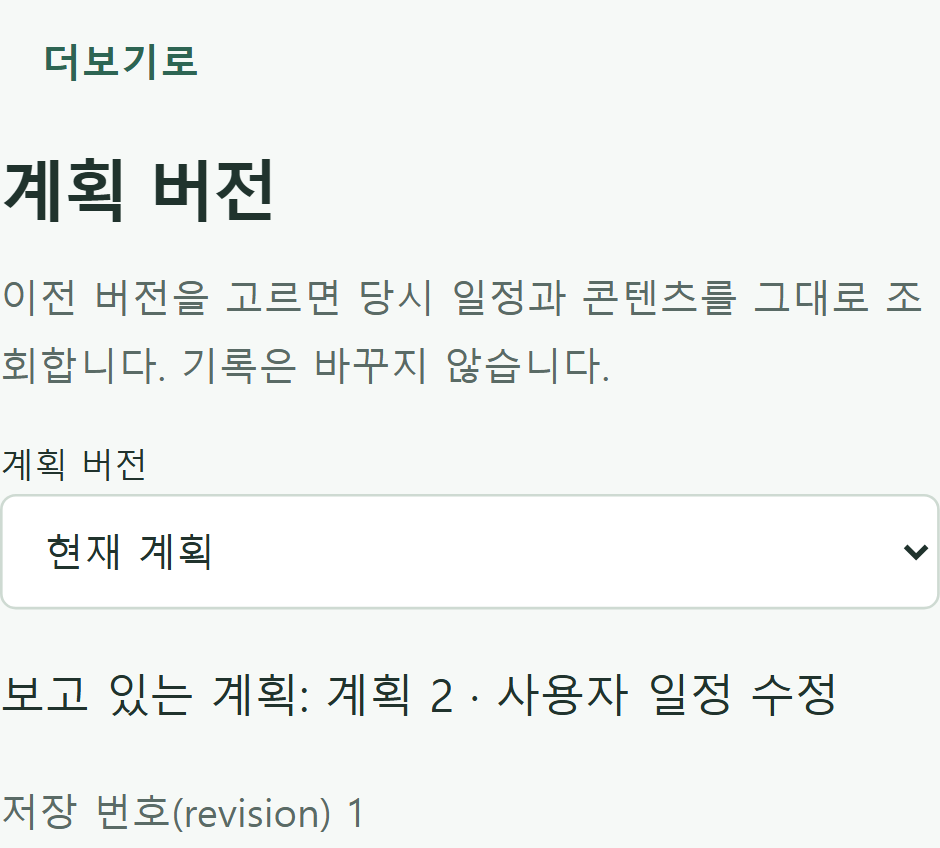 더보기로
계획 버전
이전 버전을 고르면 당시 일정과 콘텐츠를 그대로 조
회합니다. 기록은 바꾸지 않습니다.
계획 버전
현재 계획
보고 있는 계획: 계획 2 · 사용자 일정 수정
저장 번호(revision) 1